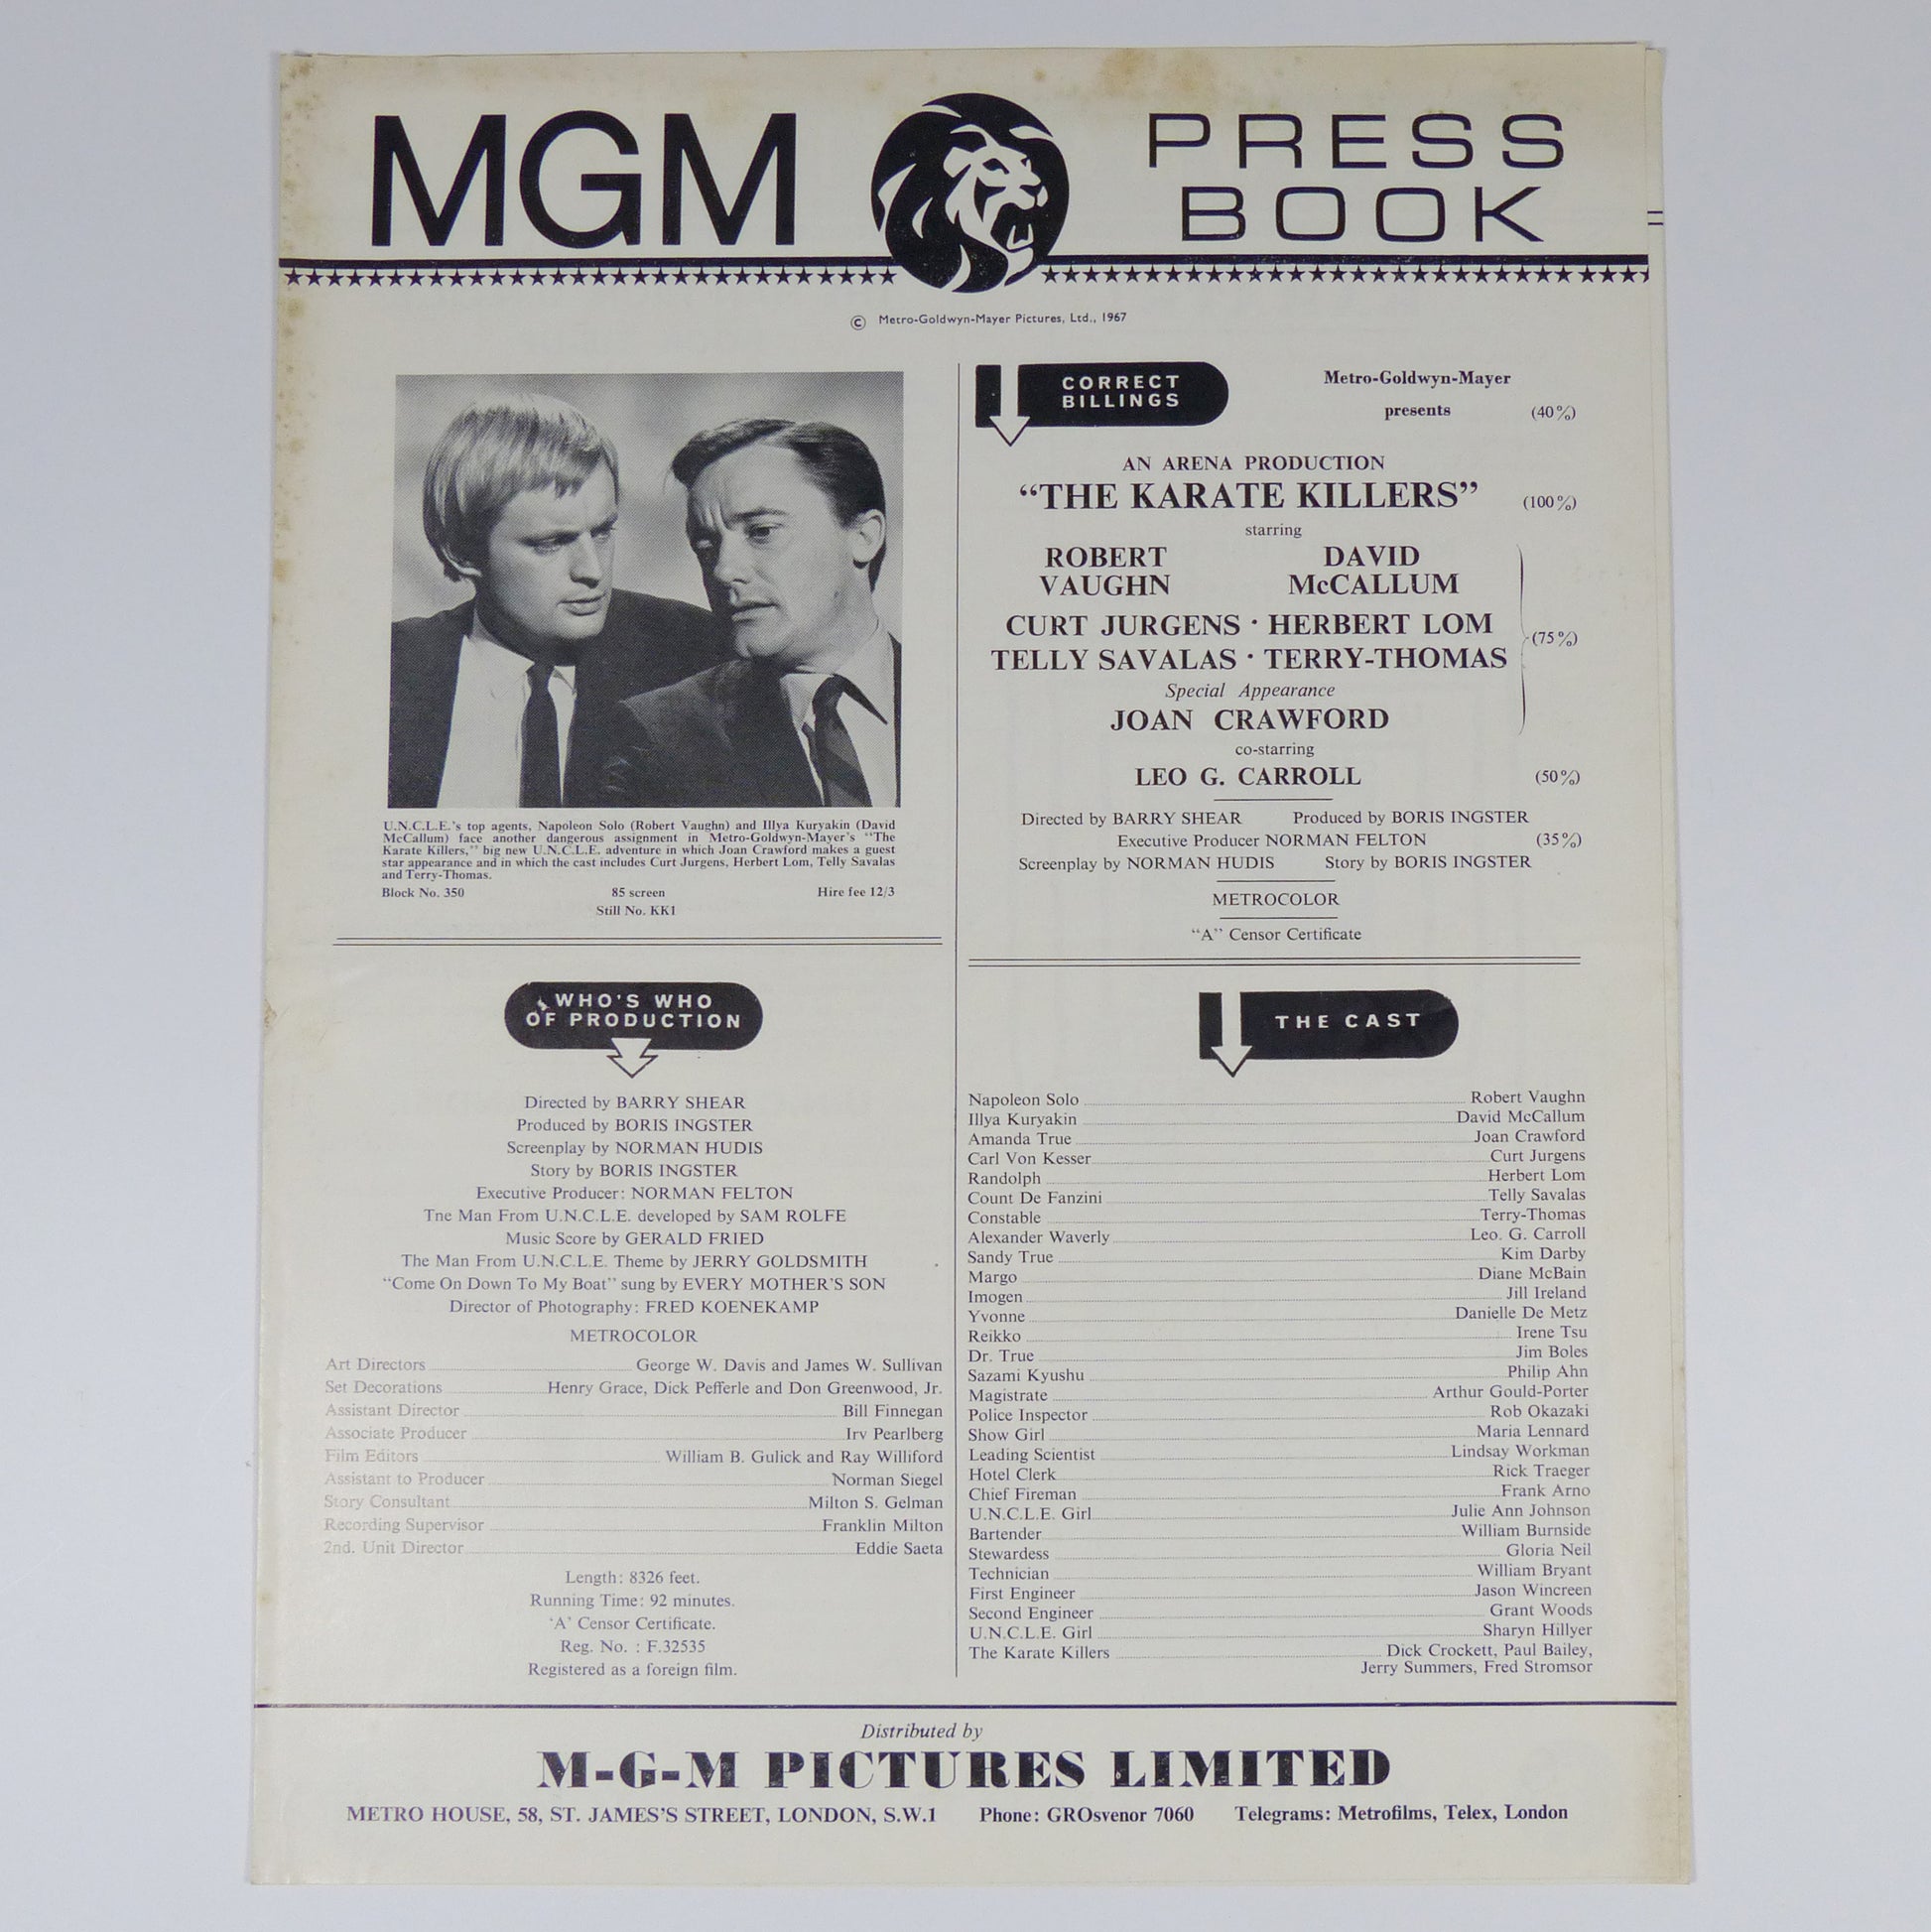 MGM
PRESS
BOOK
© Metro-Goldwyn-Mayer Pictures, Ltd., 1967
U.N.C.L.E.'s top agents, Napoleon Solo (Robert Vaughn) and Illya Kuryakin (David
McCallum) face another dangerous assignment in Metro-Goldwyn-Mayer's "The
Karate Killers," big new U.N.C.L.E. adventure in which Joan Crawford makes a guest
star appearance and in which the cast includes Curt Jurgens, Herbert Lom, Telly Savalas
and Terry-Thomas.
Block No. 350 85 screen Hire fee 12/3
Still No. KK1
CORRECT
BILLINGS
Metro-Goldwyn-Mayer
presents (40%)
AN ARENA PRODUCTION
"THE KARATE KILLERS" (100%)
starring
ROBERT DAVID
VAUGHN McCALLUM
CURT JURGENS · HERBERT LOM
(75%)
TELLY SAVALAS · TERRY-THOMAS
Special Appearance
JOAN CRAWFORD
co-starring
LEO G. CARROLL (50%)
Directed by BARRY SHEAR Produced by BORIS INGSTER
Executive Producer NORMAN FELTON (35%)
Screenplay by NORMAN HUDIS Story by BORIS INGSTER
METROCOLOR
"A" Censor Certificate
WHO'S WHO
OF PRODUCTION
Directed by BARRY SHEAR
Produced by BORIS INGSTER
Screenplay by NORMAN HUDIS
Story by BORIS INGSTER
Executive Producer: NORMAN FELTON
Tne Man From U.N.C.L.E. developed by SAM ROLFE
Music Score by GERALD FRIED
The Man From U.N.C.L.E. Theme by JERRY GOLDSMITH
"Come On Down To My Boat" sung by EVERY MOTHER'S SON
Director of Photography: FRED KOENEKAMP
METROCOLOR
Art Directors George W. Davis and James W. Sullivan
Set Decorations Henry Grace, Dick Pefferle and Don Greenwood, Jr.
Assistant Director Bill Finnegan
Associate Producer Irv Pearlberg
Film Editors William B. Gulick and Ray Williford
Assistant to Producer Norman Siegel
Story Consultant Milton S. Gelman
Recording Supervisor Franklin Milton
2nd. Unit Director Eddie Saeta
Length: 8326 feet.
Running Time: 92 minutes.
'A' Censor Certificate.
Reg. No. : F.32535
Registered as a foreign film.
THE CAST
Napoleon Solo Robert Vaughn
Illya Kuryakin David McCallum
Amanda True Joan Crawford
Carl Von Kesser Curt Jurgens
Randolph Herbert Lom
Count De Fanzini Telly Savalas
Constable Terry-Thomas
Alexander Waverly Leo. G. Carroll
Sandy True Kim Darby
Margo Diane McBain
Imogen Jill Ireland
Yvonne Danielle De Metz
Reikko Irene Tsu
Dr. True Jim Boles
Sazami Kyushu Philip Ahn
Magistrate Arthur Gould-Porter
Police Inspector Rob Okazaki
Show Girl Maria Lennard
Leading Scientist Lindsay Workman
Hotel Clerk Rick Traeger
Chief Fireman Frank Arno
U.N.C.L.E. Girl Julie Ann Johnson
Bartender William Burnside
Stewardess Gloria Neil
Technician William Bryant
First Engineer Jason Wincreen
Second Engineer Grant Woods
U.N.C.L.E. Girl Sharyn Hillyer
The Karate Killers Dick Crockett, Paul Bailey,
Jerry Summers, Fred Stromsor
Distributed by
M-G-M PICTURES LIMITED
METRO HOUSE, 58, ST. JAMES'S STREET, LONDON, S.W.1 Phone: GROsvenor 7060 Telegrams: Metrofilms, Telex, London